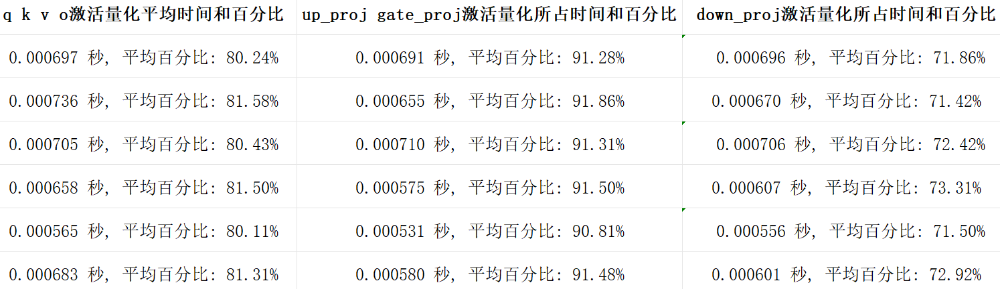 q k v o激活量化平均时间和百分比 up_proj gate_proj激活量化所占时间和百分比 down_proj激活量化所占时间和百分比
0.000697 秒, 平均百分比: 80.24% 0.000691 秒, 平均百分比: 91.28% 0.000696 秒, 平均百分比: 71.86%
0.000736 秒, 平均百分比: 81.58% 0.000655 秒, 平均百分比: 91.86% 0.000670 秒, 平均百分比: 71.42%
0.000705 秒, 平均百分比: 80.43% 0.000710 秒, 平均百分比: 91.31% 0.000706 秒, 平均百分比: 72.42%
0.000658 秒, 平均百分比: 81.50% 0.000575 秒, 平均百分比: 91.50% 0.000607 秒, 平均百分比: 73.31%
0.000565 秒, 平均百分比: 80.11% 0.000531 秒, 平均百分比: 90.81% 0.000556 秒, 平均百分比: 71.50%
0.000683 秒, 平均百分比: 81.31% 0.000580 秒, 平均百分比: 91.48% 0.000601 秒, 平均百分比: 72.92%